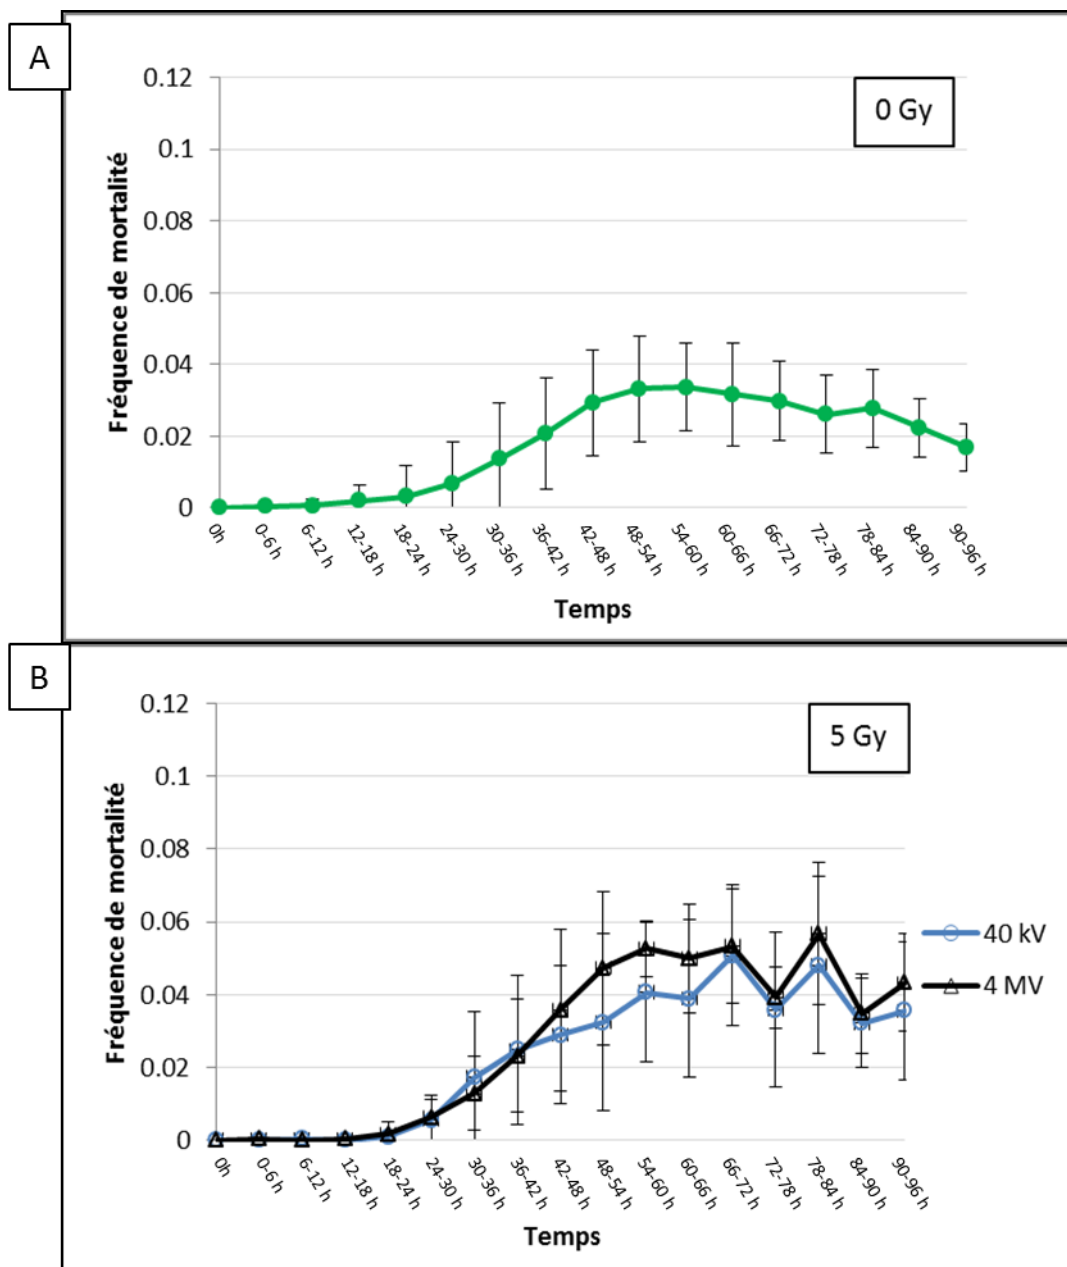 A
0 Gy
Fréquence de mortalité
0.12
0.1
0.08
0.06
0.04
0.02
0
0h
0-6 h
6-12 h
12-18 h
18-24 h
24-30 h
30-36 h
36-42 h
42-48 h
48-54 h
54-60 h
60-66 h
66-72 h
72-78 h
78-84 h
84-90 h
90-96 h
Temps
B
5 Gy
Fréquence de mortalité
0.12
0.1
0.08
0.06
0.04
0.02
0
40 kV
4 MV
0h
0-6 h
6-12 h
12-18 h
18-24 h
24-30 h
30-36 h
36-42 h
42-48 h
48-54 h
54-60 h
60-66 h
66-72 h
72-78 h
78-84 h
84-90 h
90-96 h
Temps